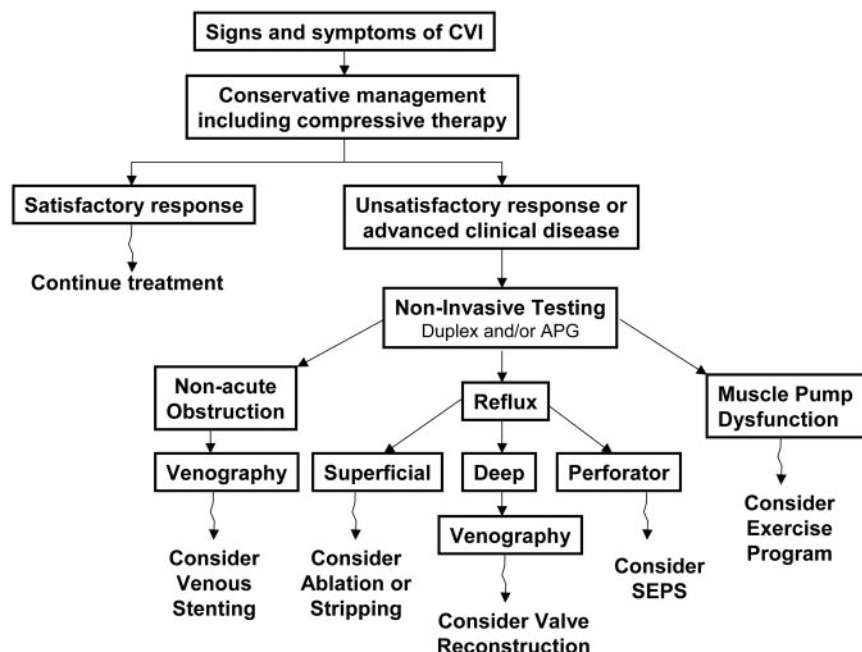 Signs and symptoms of CVI
Conservative management
including compressive therapy
Satisfactory response
Unsatisfactory response or
advanced clinical disease
Continue treatment
Non-Invasive Testing
Duplex and/or APG
Non-acute
Obstruction
Reflux
Muscle Pump
Dysfunction
Venography
Superficial
Deep
Perforator
Consider
Venous
Stenting
Consider
Ablation or
Stripping
Venography
Consider Valve
Reconstruction
Consider
SEPS
Consider
Exercise
Program